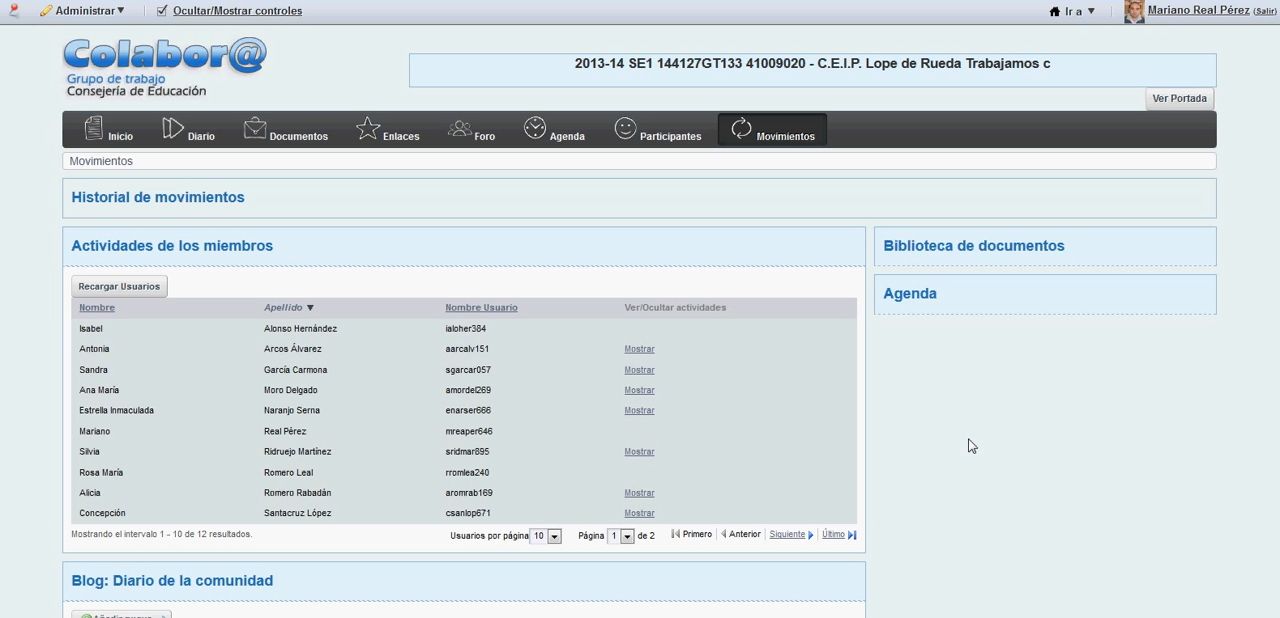 Administrar Ocultar/Mostrar controles Ir a Mariano Real Pérez (Salir)
Colabor@
Grupo de trabajo
Consejería de Educación
2013-14 SE1 144127GT133 41009020 - C.E.I.P. Lope de Rueda Trabajamos c
Ver Portada
Inicio Diario Documentos Enlaces Foro Agenda Participantes Movimientos
Movimientos
Historial de movimientos
Actividades de los miembros
Recargar Usuarios
Nombre Apellido Nombre Usuario Ver/Ocultar actividades
Isabel Alonso Hernández ialoher384
Antonia Arcos Álvarez aarcalv151 Mostrar
Sandra García Carmona sgarcar057 Mostrar
Ana María Moro Delgado amordel269 Mostrar
Estrella Inmaculada Naranjo Serna enarser666 Mostrar
Mariano Real Pérez mreaper646
Silvia Ridruejo Martínez sridmar895 Mostrar
Rosa María Romero Leal rromlea240
Alicia Romero Rabadán aromrab169 Mostrar
Concepción Santacruz López csanlop671 Mostrar
Mostrando el intervalo 1 - 10 de 12 resultados. Usuarios por página 10 Página 1 de 2 Primero Anterior Siguiente Último
Biblioteca de documentos
Agenda
Blog: Diario de la comunidad